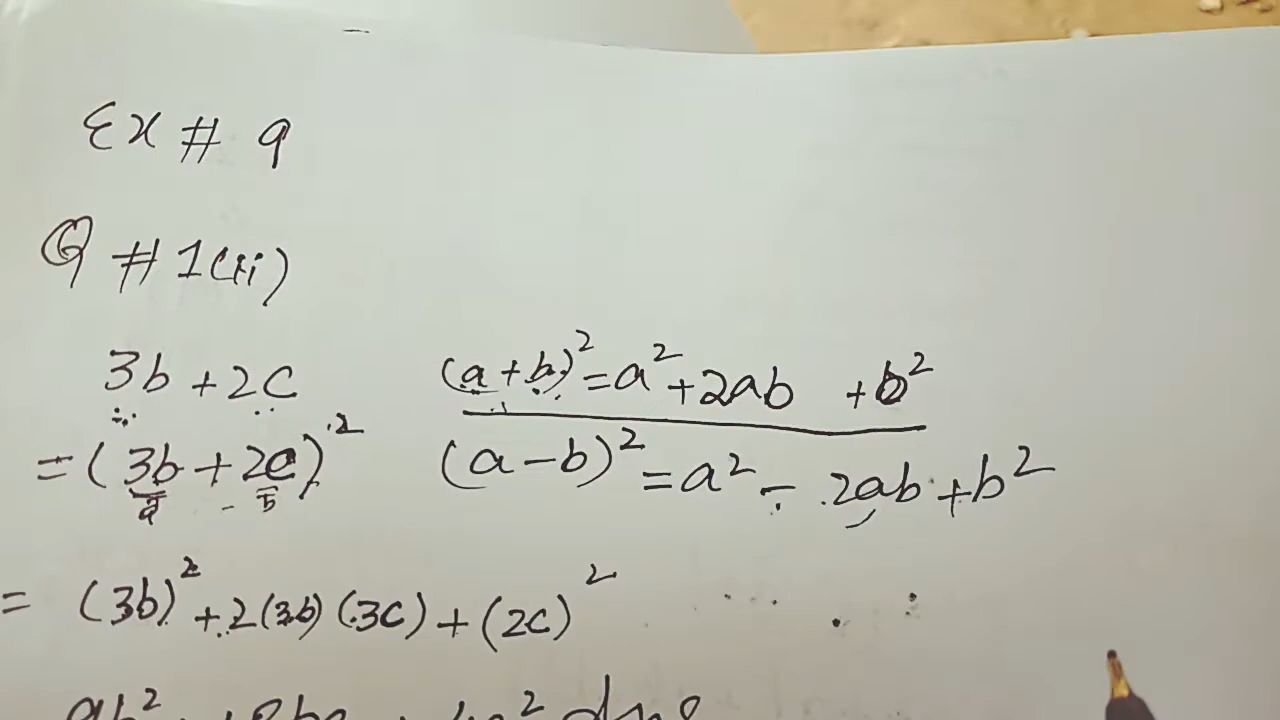 Ex # 9
Q # 1(ii)
3b + 2c
(a + b)² = a² + 2ab + b²
= (3b + 2c)²
a b
(a - b)² = a² - 2ab + b²
= (3b)² + 2(3b)(3c) + (2c)²